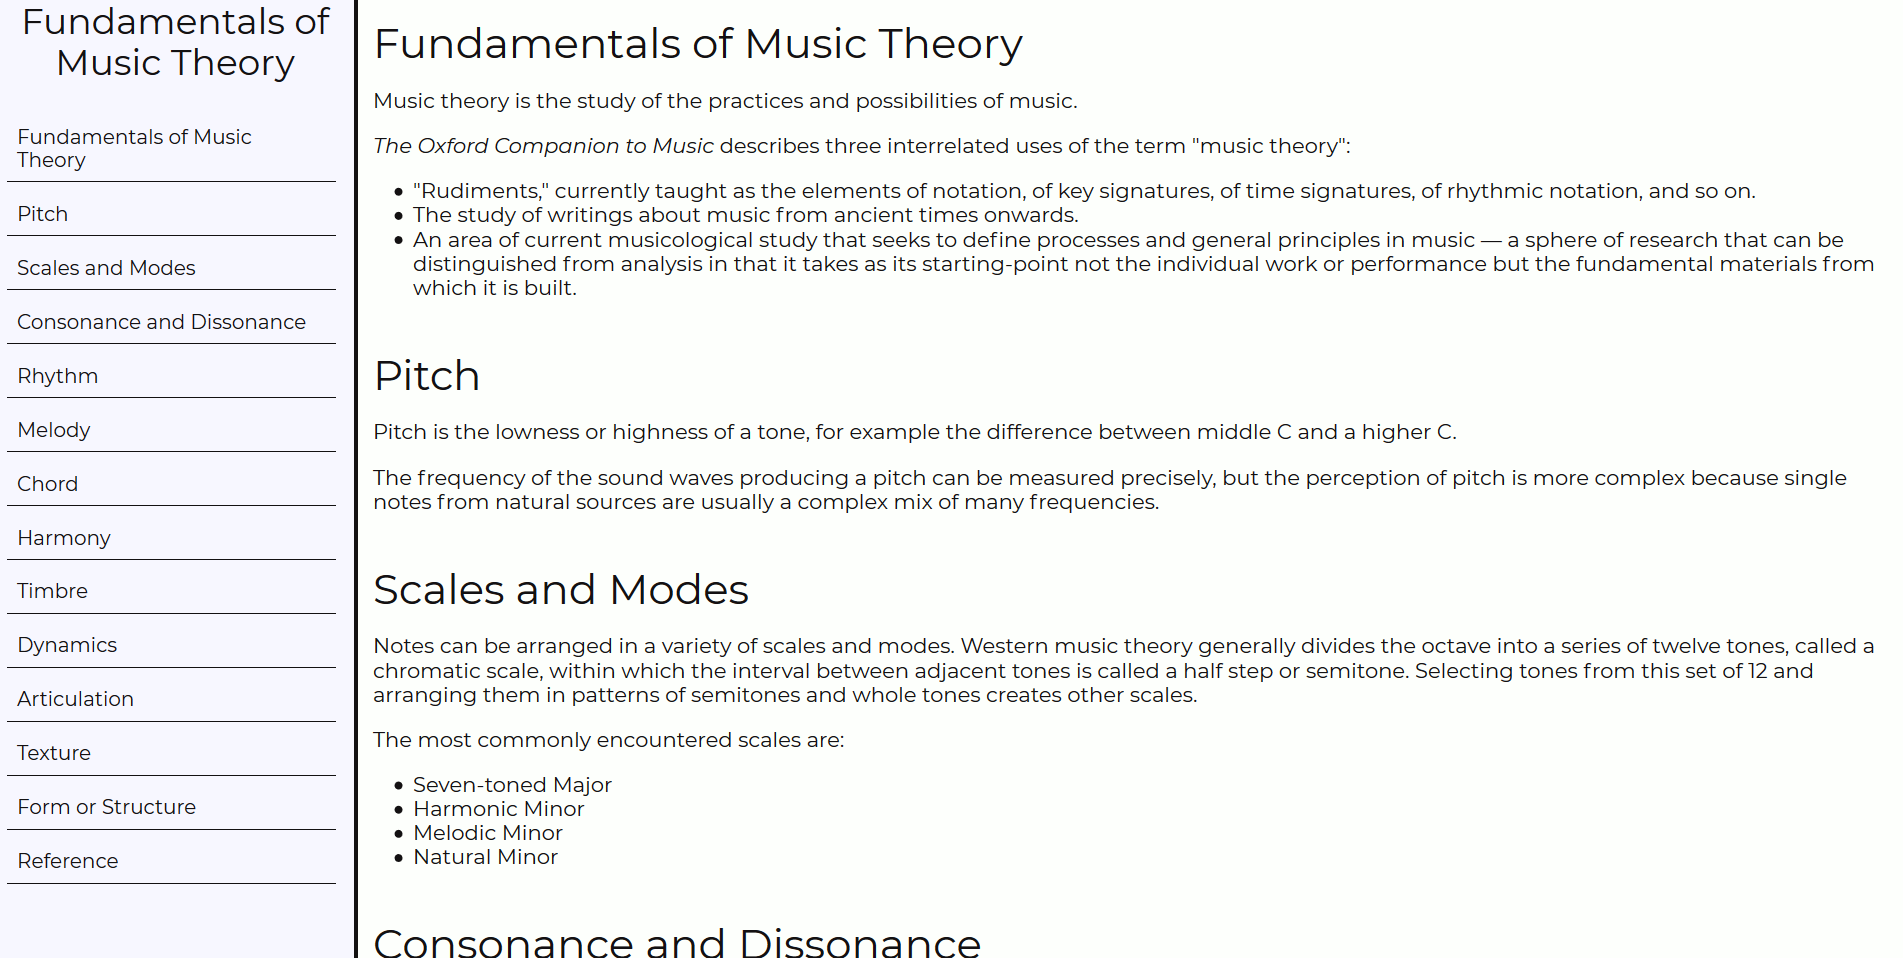 Fundamentals of
Music Theory
Fundamentals of Music
Theory
Pitch
Scales and Modes
Consonance and Dissonance
Rhythm
Melody
Chord
Harmony
Timbre
Dynamics
Articulation
Texture
Form or Structure
Reference
Fundamentals of Music Theory
Music theory is the study of the practices and possibilities of music.
The Oxford Companion to Music describes three interrelated uses of the term "music theory":
• "Rudiments," currently taught as the elements of notation, of key signatures, of time signatures, of rhythmic notation, and so on.
• The study of writings about music from ancient times onwards.
• An area of current musicological study that seeks to define processes and general principles in music — a sphere of research that can be
distinguished from analysis in that it takes as its starting-point not the individual work or performance but the fundamental materials from
which it is built.
Pitch
Pitch is the lowness or highness of a tone, for example the difference between middle C and a higher C.
The frequency of the sound waves producing a pitch can be measured precisely, but the perception of pitch is more complex because single
notes from natural sources are usually a complex mix of many frequencies.
Scales and Modes
Notes can be arranged in a variety of scales and modes. Western music theory generally divides the octave into a series of twelve tones, called a
chromatic scale, within which the interval between adjacent tones is called a half step or semitone. Selecting tones from this set of 12 and
arranging them in patterns of semitones and whole tones creates other scales.
The most commonly encountered scales are:
• Seven-toned Major
• Harmonic Minor
• Melodic Minor
• Natural Minor
Consonance and Dissonance